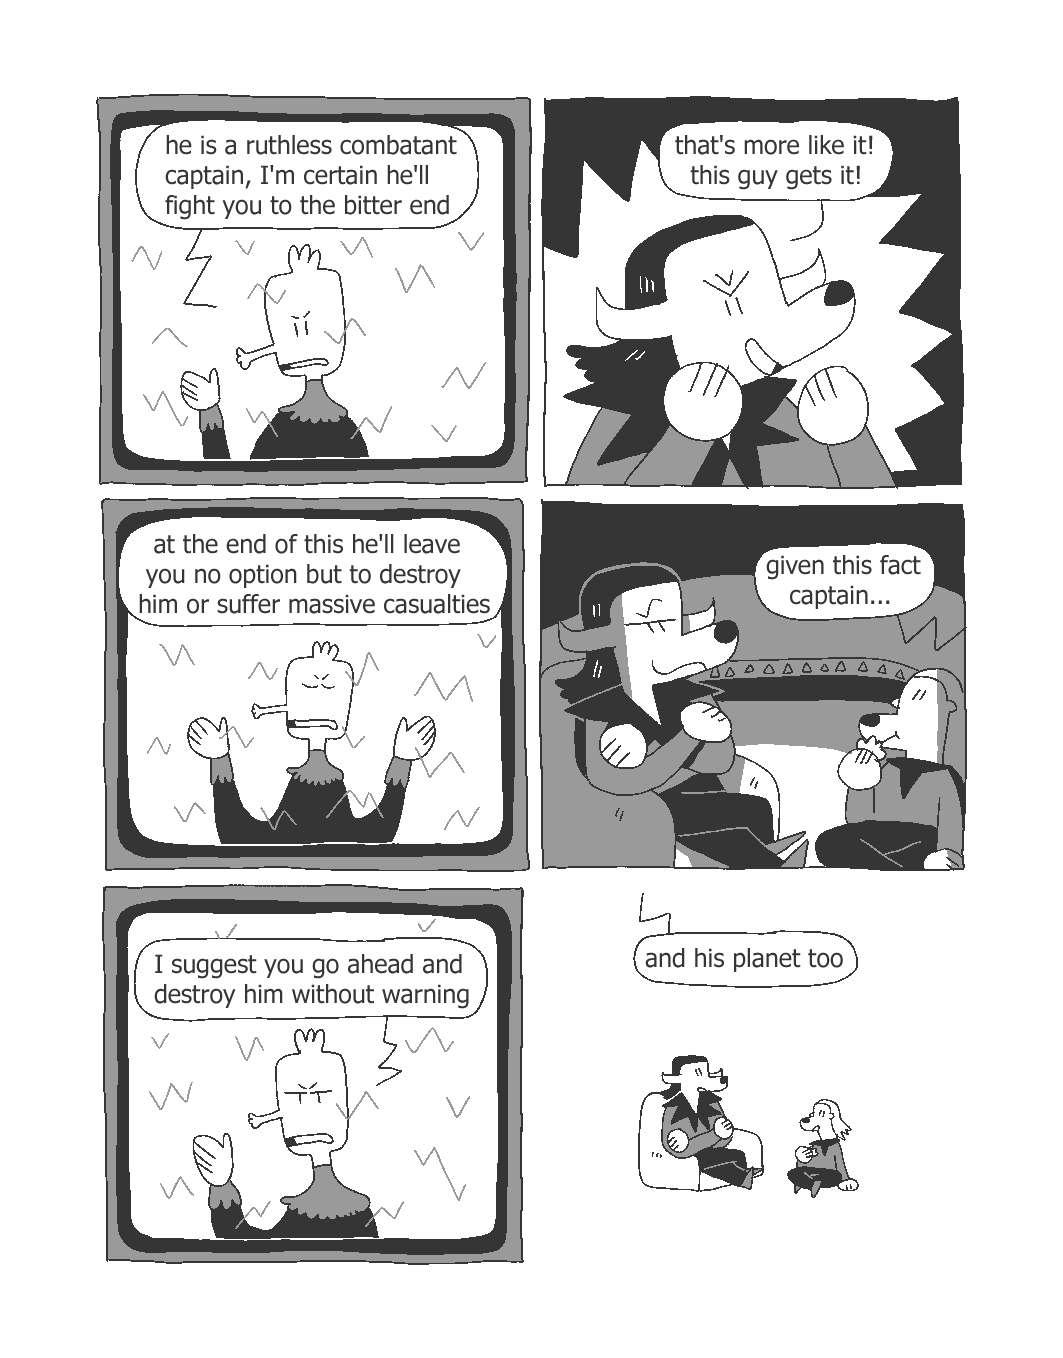 he is a ruthless combatant
captain, I'm certain he'll
fight you to the bitter end
that's more like it!
this guy gets it!
at the end of this he'll leave
you no option but to destroy
him or suffer massive casualties
given this fact
captain...
I suggest you go ahead and
destroy him without warning
and his planet too